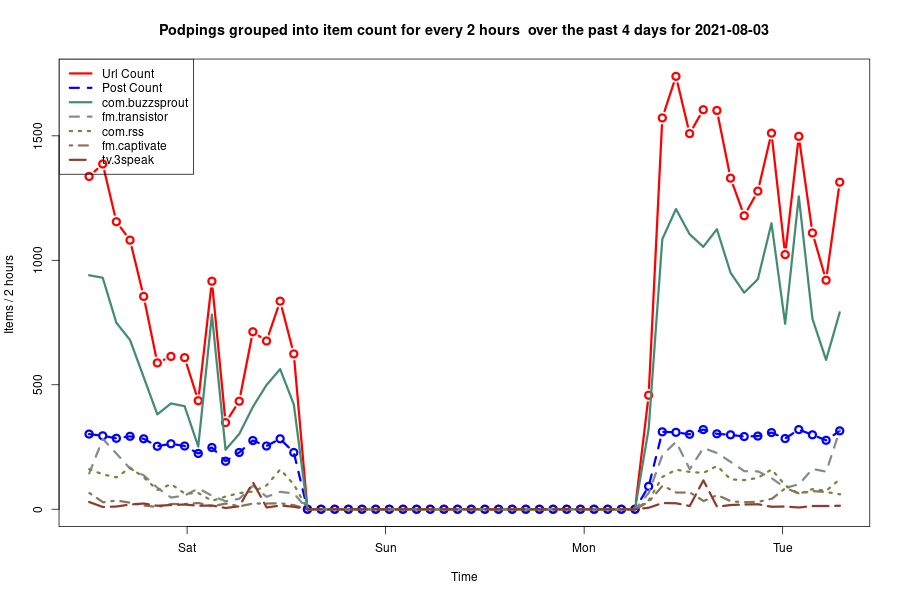 Podpings grouped into item count for every 2 hours  over the past 4 days for 2021-08-03
Url Count
Post Count
com.buzzsprout
fm.transistor
com.rss
fm.captivate
tv.3speak
Items / 2 hours
1500
1000
500
0
Sat
Sun
Mon
Tue
Time